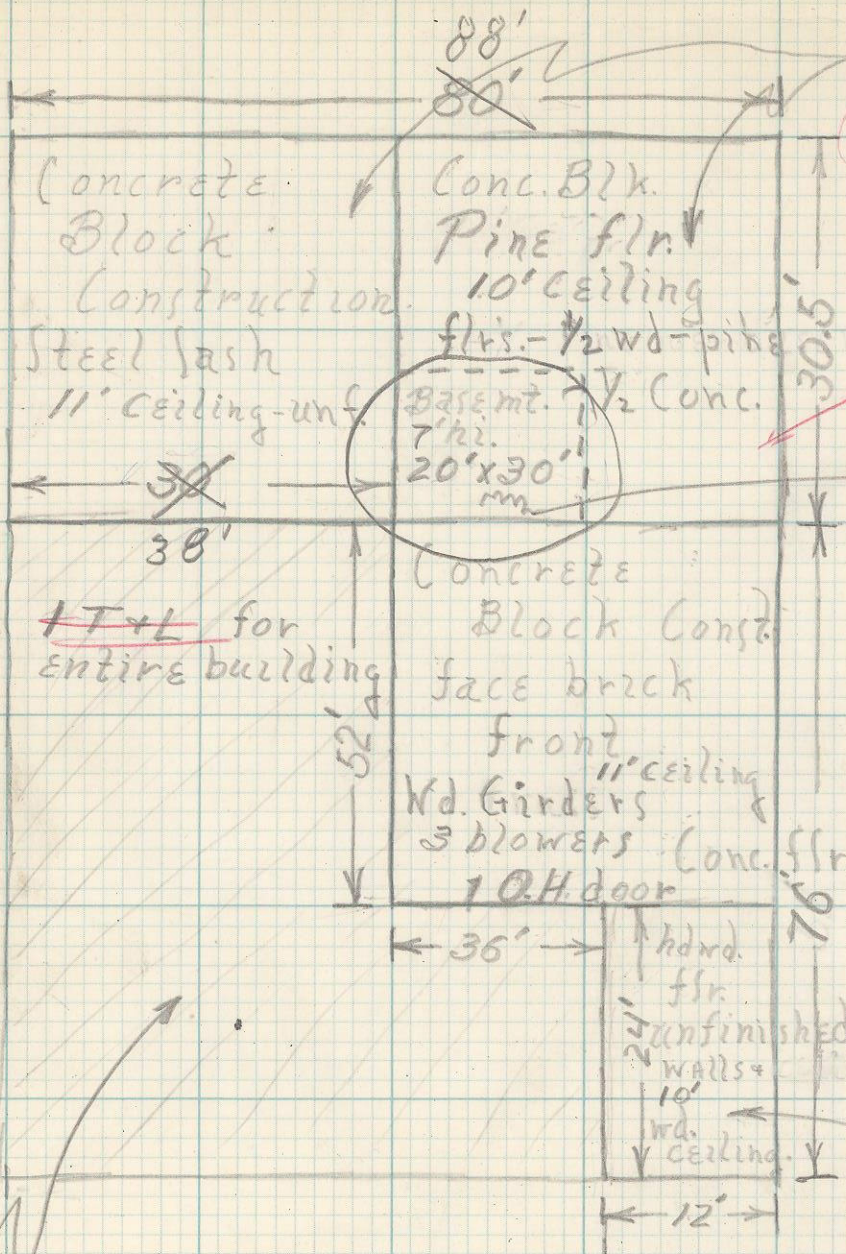 88'
80'
Concrete
Block
Construction.
Steel Sash
11' Ceiling-unf.
30
38'
Conc. Blk.
Pine flr.
10' Ceiling
flrs. - 1/2 wd-pine
1/2 Conc.
Basemt.
7' hi.
20' x 30'
30.5'
1 T & L for
entire building
52'
Concrete
Block Const.
face brick
front
11' ceiling
Wd. Girders
3 blowers
Conc. flr
1 O.H. door
36'
76'
24'
hdwd.
flr.
unfinished
walls &
10'
wd.
ceiling.
12'